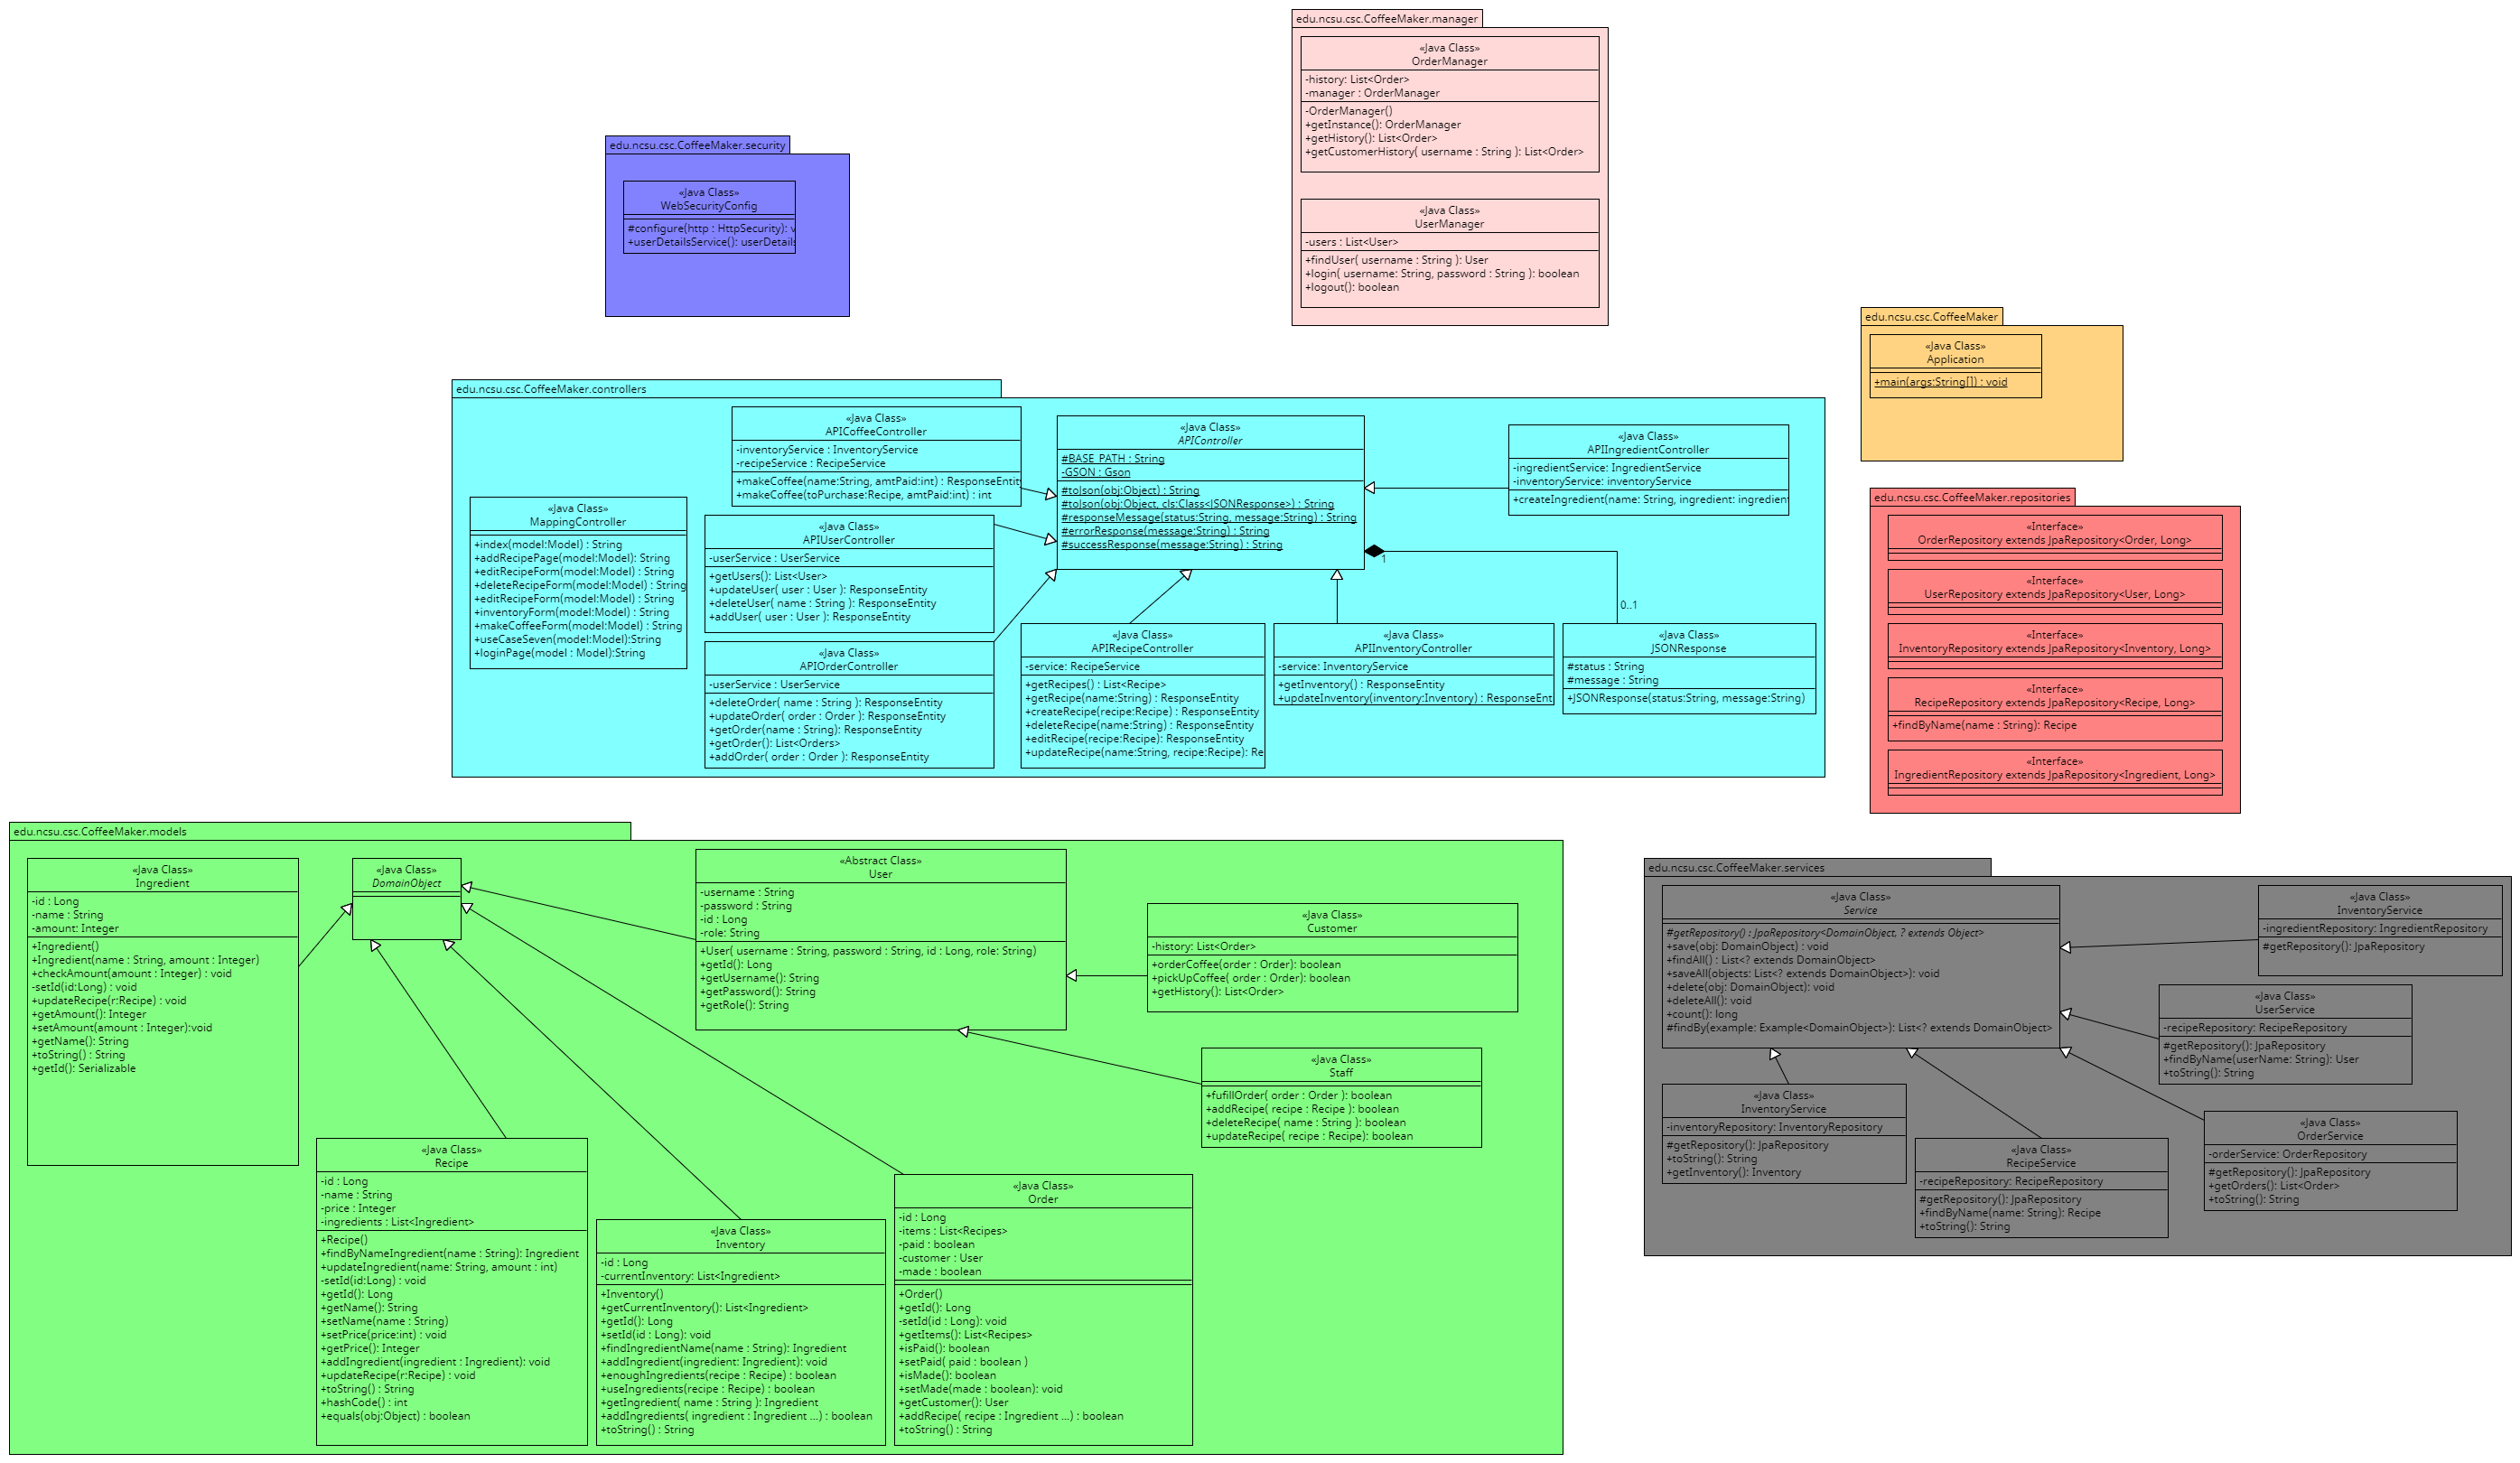 edu.ncsu.csc.CoffeeMaker.manager
«Java Class»
OrderManager
-history: List<Order>
-manager : OrderManager
-OrderManager()
+getInstance(): OrderManager
+getHistory(): List<Order>
+getCustomerHistory( username : String ): List<Order>
«Java Class»
UserManager
-users : List<User>
+findUser( username : String ): User
+login( username: String, password : String ): boolean
+logout(): boolean
edu.ncsu.csc.CoffeeMaker.security
«Java Class»
WebSecurityConfig
#configure(http : HttpSecurity): v
+userDetailsService(): userDetails
edu.ncsu.csc.CoffeeMaker
«Java Class»
Application
+main(args:String[]) : void
edu.ncsu.csc.CoffeeMaker.controllers
«Java Class»
APICoffeeController
-inventoryService : InventoryService
-recipeService : RecipeService
+makeCoffee(name:String, amtPaid:int) : ResponseEntity
+makeCoffee(toPurchase:Recipe, amtPaid:int) : int
«Java Class»
APIController
#BASE_PATH : String
-GSON : Gson
#toJson(obj:Object) : String
#toJson(obj:Object, cls:Class<JSONResponse>) : String
#responseMessage(status:String, message:String) : String
#errorResponse(message:String) : String
#successResponse(message:String) : String
«Java Class»
APIIngredientController
-ingredientService: IngredientService
-inventoryService: inventoryService
+createIngredient(name: String, ingredient: ingredient
«Java Class»
MappingController
+index(model:Model) : String
+addRecipePage(model:Model): String
+editRecipeForm(model:Model) : String
+deleteRecipeForm(model:Model) : String
+editRecipeForm(model:Model) : String
+inventoryForm(model:Model) : String
+makeCoffeeForm(model:Model) : String
+useCaseSeven(model:Model):String
+loginPage(model : Model):String
«Java Class»
APIUserController
-userService : UserService
+getUsers(): List<User>
+updateUser( user : User ): ResponseEntity
+deleteUser( name : String ): ResponseEntity
+addUser( user : User ): ResponseEntity
1
0..1
«Java Class»
APIOrderController
-userService : UserService
+deleteOrder( name : String ): ResponseEntity
+updateOrder( order : Order ): ResponseEntity
+getOrder(name : String): ResponseEntity
+getOrder(): List<Orders>
+addOrder( order : Order ): ResponseEntity
«Java Class»
APIRecipeController
-service: RecipeService
+getRecipes() : List<Recipe>
+getRecipe(name:String) : ResponseEntity
+createRecipe(recipe:Recipe) : ResponseEntity
+deleteRecipe(name:String) : ResponseEntity
+editRecipe(recipe:Recipe): ResponseEntity
+updateRecipe(name:String, recipe:Recipe): Re
«Java Class»
APIInventoryController
-service: InventoryService
+getInventory() : ResponseEntity
+updateInventory(inventory:Inventory) : ResponseEnt
«Java Class»
JSONResponse
#status : String
#message : String
+JSONResponse(status:String, message:String)
edu.ncsu.csc.CoffeeMaker.repositories
«Interface»
OrderRepository extends JpaRepository<Order, Long>
«Interface»
UserRepository extends JpaRepository<User, Long>
«Interface»
InventoryRepository extends JpaRepository<Inventory, Long>
«Interface»
RecipeRepository extends JpaRepository<Recipe, Long>
+findByName(name : String): Recipe
«Interface»
IngredientRepository extends JpaRepository<Ingredient, Long>
edu.ncsu.csc.CoffeeMaker.models
«Java Class»
Ingredient
-id : Long
-name : String
-amount: Integer
+Ingredient()
+Ingredient(name : String, amount : Integer)
+checkAmount(amount : Integer) : void
-setId(id:Long) : void
+updateRecipe(r:Recipe) : void
+getAmount(): Integer
+setAmount(amount : Integer):void
+getName(): String
+toString() : String
+getId(): Serializable
«Java Class»
DomainObject
«Abstract Class»
User
-username : String
-password : String
-id : Long
-role: String
+User( username : String, password : String, id : Long, role: String)
+getId(): Long
+getUsername(): String
+getPassword(): String
+getRole(): String
«Java Class»
Customer
-history: List<Order>
+orderCoffee(order : Order): boolean
+pickUpCoffee( order : Order): boolean
+getHistory(): List<Order>
«Java Class»
Staff
+fufillOrder( order : Order ): boolean
+addRecipe( recipe : Recipe ): boolean
+deleteRecipe( name : String ): boolean
+updateRecipe( recipe : Recipe): boolean
«Java Class»
Recipe
-id : Long
-name : String
-price : Integer
-ingredients : List<Ingredient>
+Recipe()
+findByNameIngredient(name : String): Ingredient
+updateIngredient(name: String, amount : int)
-setId(id:Long) : void
+getId(): Long
+getName(): String
+setName(name : String)
+setPrice(price:int) : void
+getPrice(): Integer
+addIngredient(ingredient : Ingredient): void
+updateRecipe(r:Recipe) : void
+toString() : String
+hashCode() : int
+equals(obj:Object) : boolean
«Java Class»
Inventory
-id : Long
-currentInventory: List<Ingredient>
+Inventory()
+getCurrentInventory(): List<Ingredient>
+getId(): Long
+setId(id : Long): void
+findIngredientName(name : String): Ingredient
+addIngredient(ingredient: Ingredient): void
+enoughIngredients(recipe : Recipe) : boolean
+useIngredients(recipe : Recipe) : boolean
+getIngredient( name : String ): Ingredient
+addIngredients( ingredient : Ingredient ...) : boolean
+toString() : String
«Java Class»
Order
-id : Long
-items : List<Recipes>
-paid : boolean
-customer : User
-made : boolean
+Order()
+getId(): Long
-setId(id : Long): void
+getItems(): List<Recipes>
+isPaid(): boolean
+setPaid( paid : boolean )
+isMade(): boolean
+setMade(made : boolean): void
+getCustomer(): User
+addRecipe( recipe : Ingredient ...) : boolean
+toString() : String
edu.ncsu.csc.CoffeeMaker.services
«Java Class»
Service
#getRepository() : JpaRepository<DomainObject, ? extends Object>
+save(obj: DomainObject) : void
+findAll() : List<? extends DomainObject>
+saveAll(objects: List<? extends DomainObject>): void
+delete(obj: DomainObject): void
+deleteAll(): void
+count(): long
#findBy(example: Example<DomainObject>): List<? extends DomainObject>
«Java Class»
InventoryService
-ingredientRepository: IngredientRepository
#getRepository(): JpaRepository
«Java Class»
UserService
-recipeRepository: RecipeRepository
#getRepository(): JpaRepository
+findByName(userName: String): User
+toString(): String
«Java Class»
InventoryService
-inventoryRepository: InventoryRepository
#getRepository(): JpaRepository
+toString(): String
+getInventory(): Inventory
«Java Class»
RecipeService
-recipeRepository: RecipeRepository
#getRepository(): JpaRepository
+findByName(name: String): Recipe
+toString(): String
«Java Class»
OrderService
-orderService: OrderRepository
#getRepository(): JpaRepository
+getOrders(): List<Order>
+toString(): String